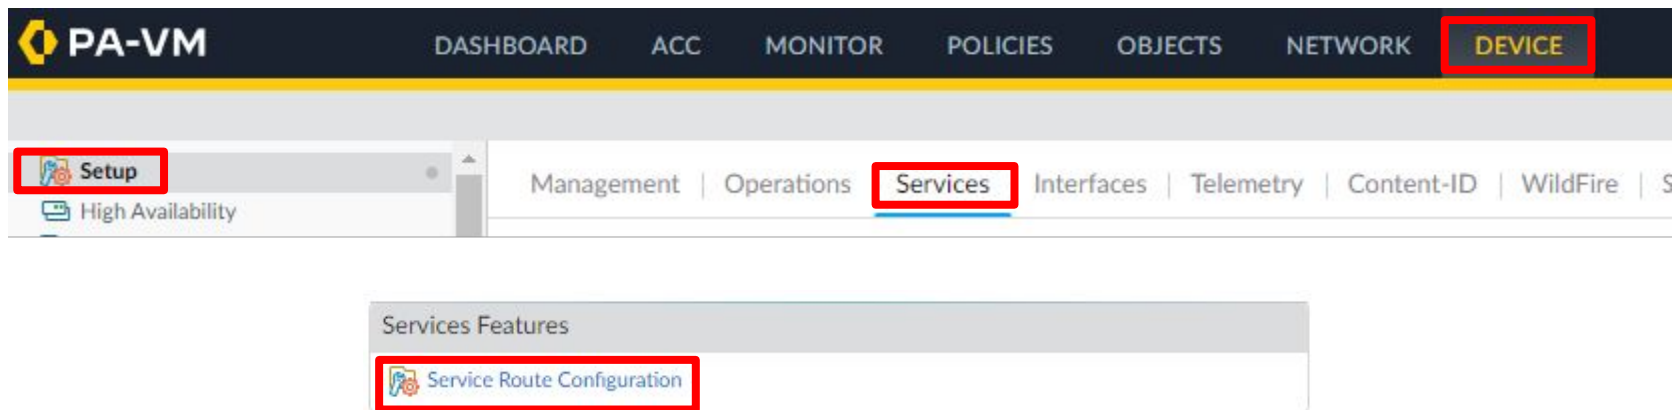 PA-VM DASHBOARD ACC MONITOR POLICIES OBJECTS NETWORK DEVICE
Setup
Management | Operations Services Interfaces | Telemetry | Content-ID | WildFire | S
High Availability
Services Features
Service Route Configuration